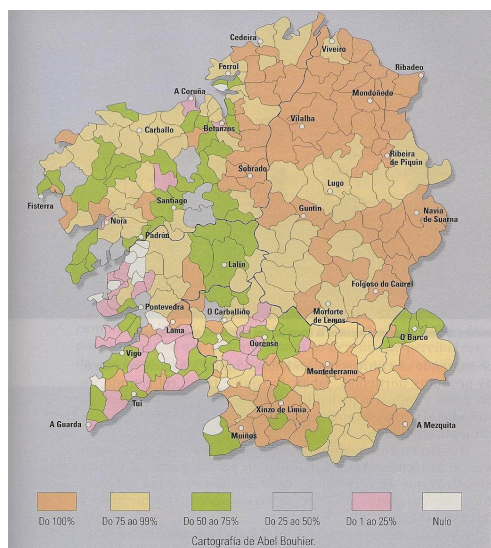 Cedeira
Viveiro
Ferrol
Ribadeo
A Coruña
Mondoñedo
Vilalba
Carballo
Betanzos
Ribeira
de Piquín
Sobrado
Lugo
Fisterra
Santiago
Guntín
Navia
de Suarna
Nora
Padrón
Lalín
Folgoso do Caurel
Pontevedra
O Carballiño
Monforte
de Lemos
Lama
O Barco
Ourense
Vigo
Montederramo
Tui
Xinzo de Limia
A Guarda
Muíños
A Mezquita
Do 100%
Do 75 ao 99%
Do 50 ao 75%
Do 25 ao 50%
Do 1 ao 25%
Nulo
Cartografía de Abel Bouhier.